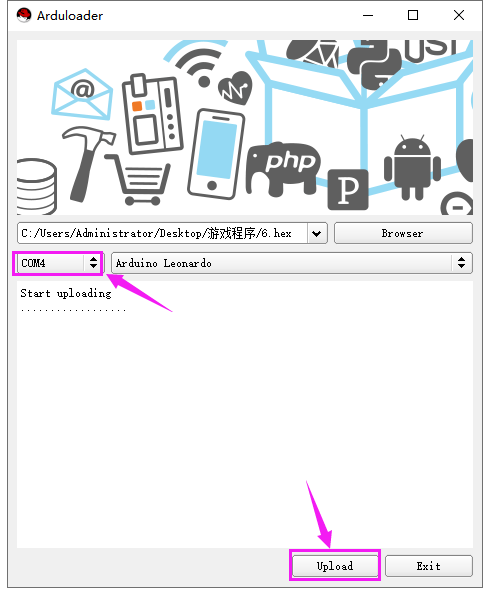 Arduloader
USI
@
php
P
C:/Users/Administrator/Desktop/游戏程序/6.hex
Browser
COM4
Arduino Leonardo
Start uploading
..................
Upload
Exit